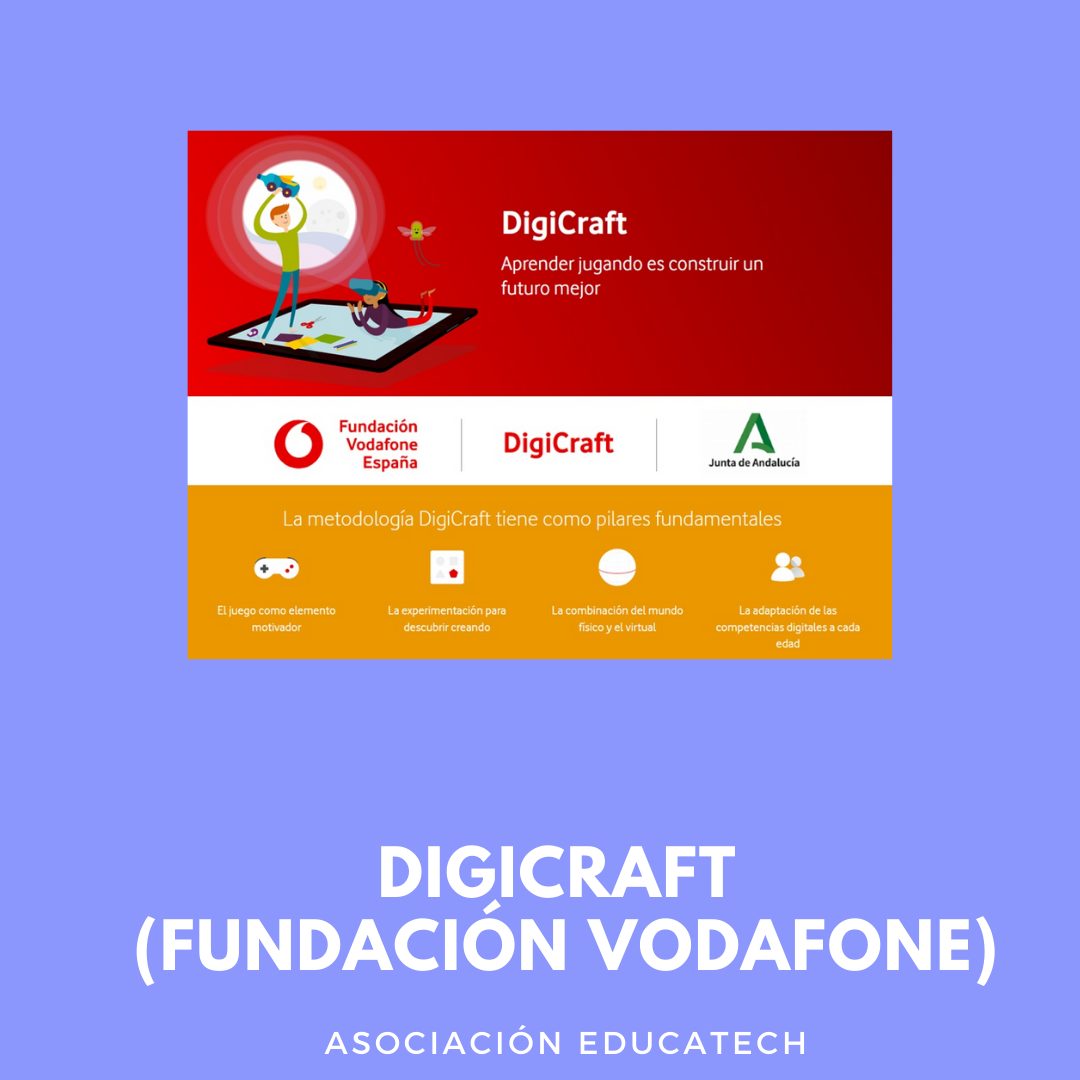 DigiCraft
Aprender jugando es construir un
futuro mejor
Fundación
Vodafone
España
DigiCraft
Junta de Andalucía
La metodología DigiCraft tiene como pilares fundamentales
El juego como elemento
motivador
La experimentación para
descubrir creando
La combinación del mundo
físico y el virtual
La adaptación de las
competencias digitales a cada
edad
DIGICRAFT
(FUNDACIÓN VODAFONE)
ASOCIACIÓN EDUCATECH